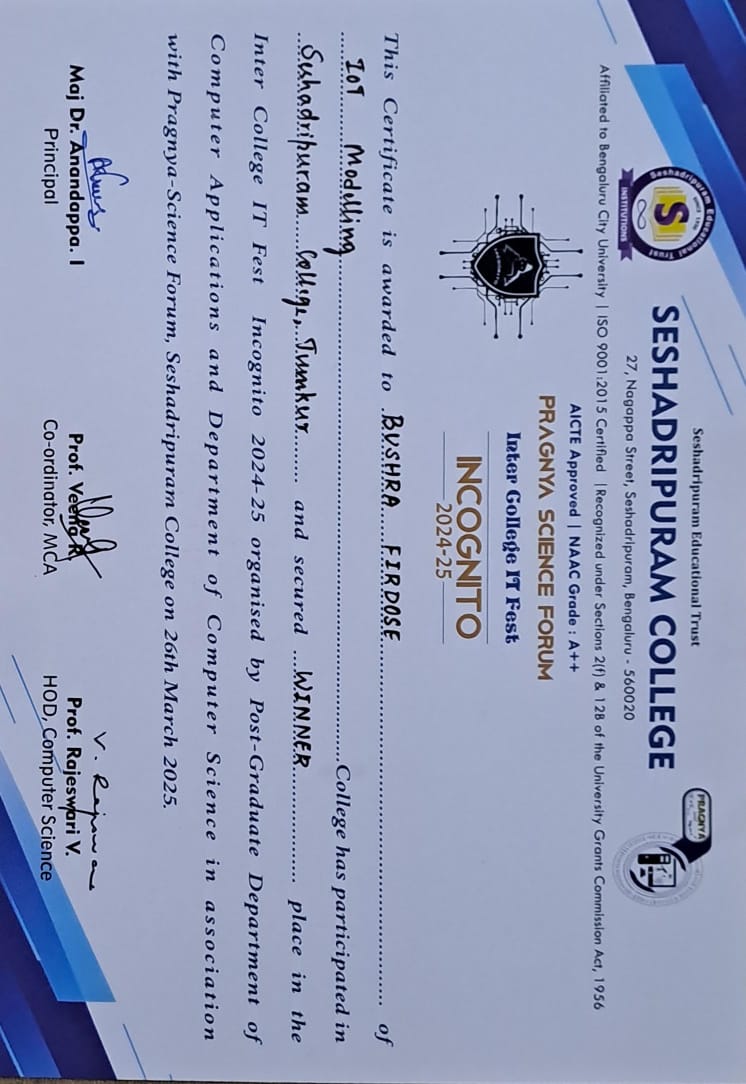 Seshadripuram Educational Trust
SINCE 1930
S
INSTITUTIONS
Seshadripuram Educational Trust
SESHADRIPURAM COLLEGE
27, Nagappa Street, Seshadripuram, Bengaluru - 560020
PRAGNYA
Affiliated to Bengaluru City University | ISO 9001:2015 Certified | Recognized under Sections 2(f) & 12B of the University Grants Commission Act, 1956
AICTE Approved | NAAC Grade : A++
PRAGNYA SCIENCE FORUM
Inter College IT Fest
INCOGNITO
INCOGNITO
2024-25
This Certificate is awarded to BUSHRA FIRDOSE of
IOT Modelling College has participated in
Seshadripuram College, Tumkur and secured WINNER place in the
Inter College IT Fest Incognito 2024-25 organised by Post-Graduate Department of
Computer Applications and Department of Computer Science in association
with Pragnya-Science Forum, Seshadripuram College on 26th March 2025.
V. Rajeswari
Maj Dr. Anandappa. I Prof. Veena R. Prof. Rajeswari V.
Principal Co-ordinator, MCA HOD, Computer Science